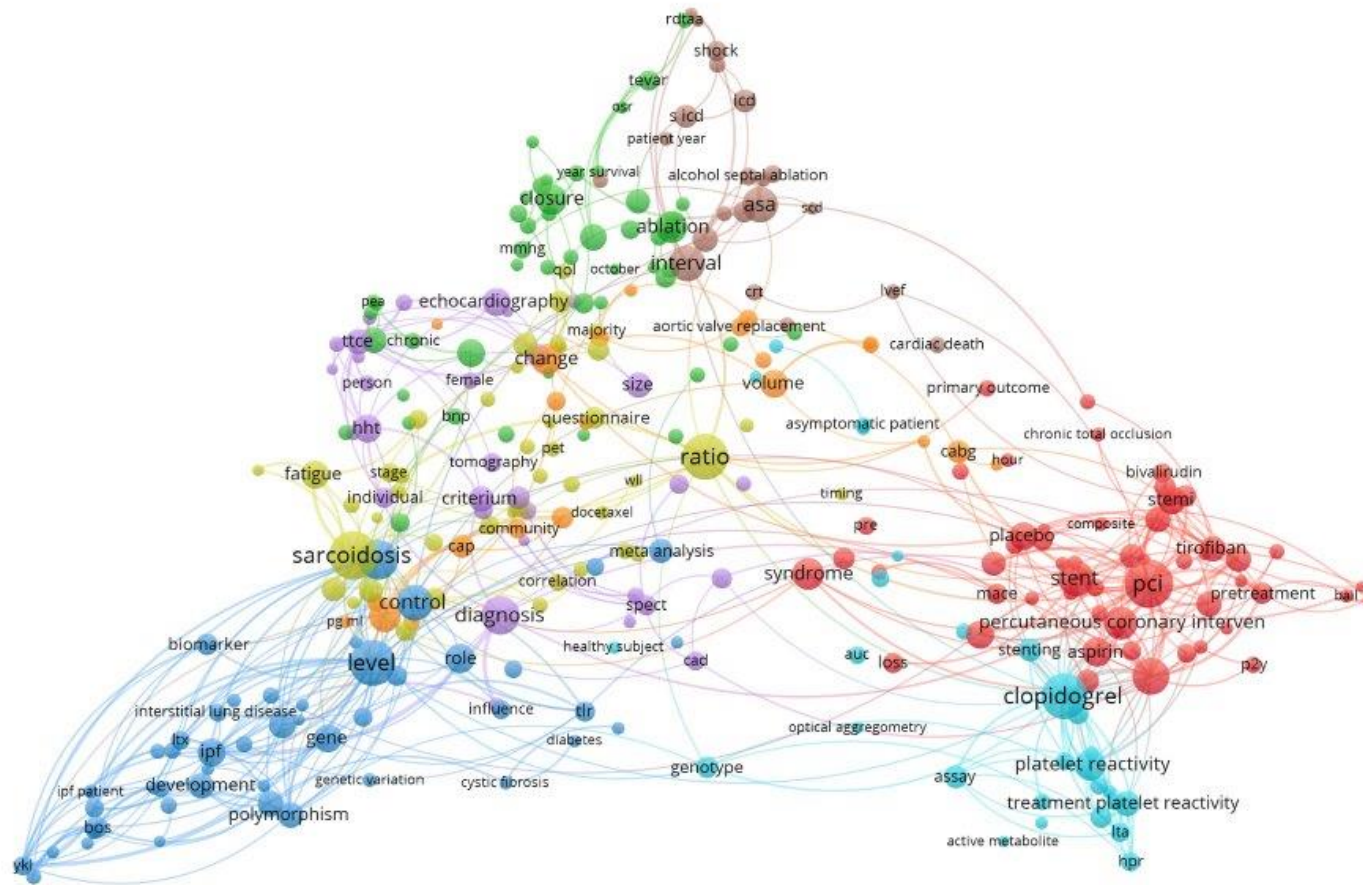 rdtaa
shock
tevar
icd
osr
s icd
patient year
year survival
alcohol septal ablation
closure
asa
scd
ablation
mmhg
interval
qol
october
crt
lvef
pea
echocardiography
majority
aortic valve replacement
ttce
chronic
cardiac death
change
person
female
size
volume
primary outcome
bnp
questionnaire
asymptomatic patient
hht
chronic total occlusion
pet
cabg
hour
tomography
ratio
fatigue
stage
bivalirudin
wli
individual
criterium
timing
stemi
docetaxel
community
pre
composite
placebo
cap
tirofiban
sarcoidosis
meta analysis
correlation
syndrome
stent
pci
control
mace
pretreatment
spect
diagnosis
pg ml
percutaneous coronary interven
biomarker
healthy subject
stenting
level
role
cad
auc
loss
aspirin
p2y
clopidogrel
interstitial lung disease
influence
tlr
optical aggregometry
ltx
gene
diabetes
ipf
genotype
platelet reactivity
development
genetic variation
cystic fibrosis
assay
ipf patient
treatment platelet reactivity
polymorphism
bos
lta
active metabolite
ykl
hpr